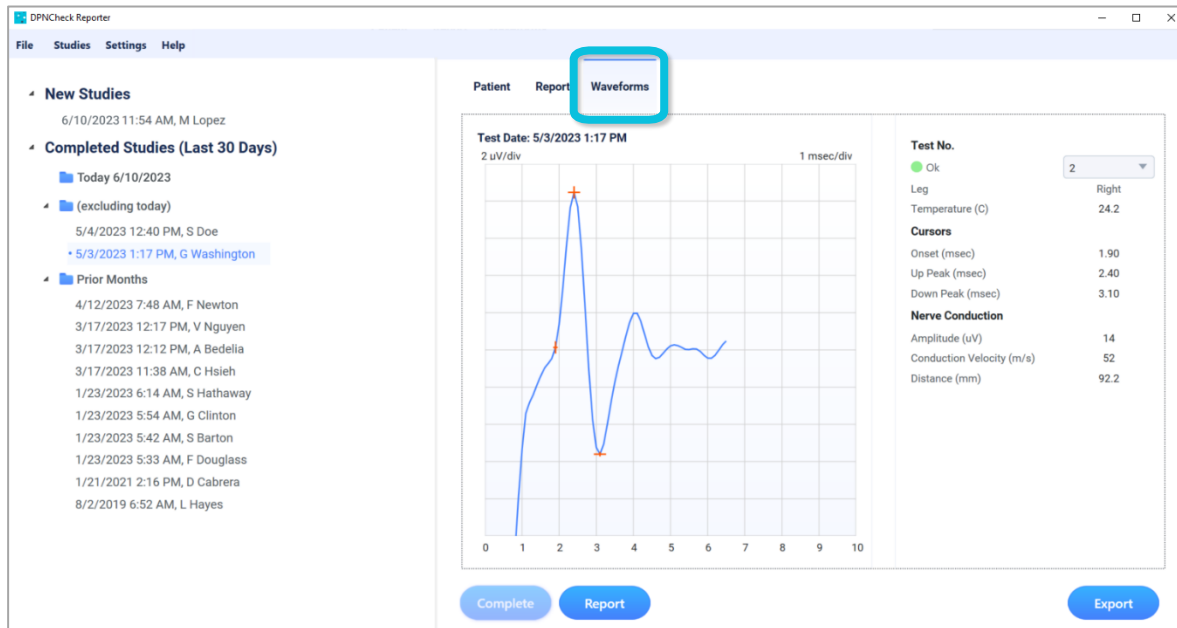 DPNCheck Reporter
File Studies Settings Help
New Studies
6/10/2023 11:54 AM, M Lopez
Completed Studies (Last 30 Days)
Today 6/10/2023
(excluding today)
5/4/2023 12:40 PM, S Doe
5/3/2023 1:17 PM, G Washington
Prior Months
4/12/2023 7:48 AM, F Newton
3/17/2023 12:17 PM, V Nguyen
3/17/2023 12:12 PM, A Bedelia
3/17/2023 11:38 AM, C Hsieh
1/23/2023 6:14 AM, S Hathaway
1/23/2023 5:54 AM, G Clinton
1/23/2023 5:42 AM, S Barton
1/23/2023 5:33 AM, F Douglass
1/21/2021 2:16 PM, D Cabrera
8/2/2019 6:52 AM, L Hayes
Patient Report Waveforms
Test Date: 5/3/2023 1:17 PM
2 uV/div 1 msec/div
0 1 2 3 4 5 6 7 8 9 10
Test No.
Ok 2
Leg Right
Temperature (C) 24.2
Cursors
Onset (msec) 1.90
Up Peak (msec) 2.40
Down Peak (msec) 3.10
Nerve Conduction
Amplitude (uV) 14
Conduction Velocity (m/s) 52
Distance (mm) 92.2
Complete Report Export